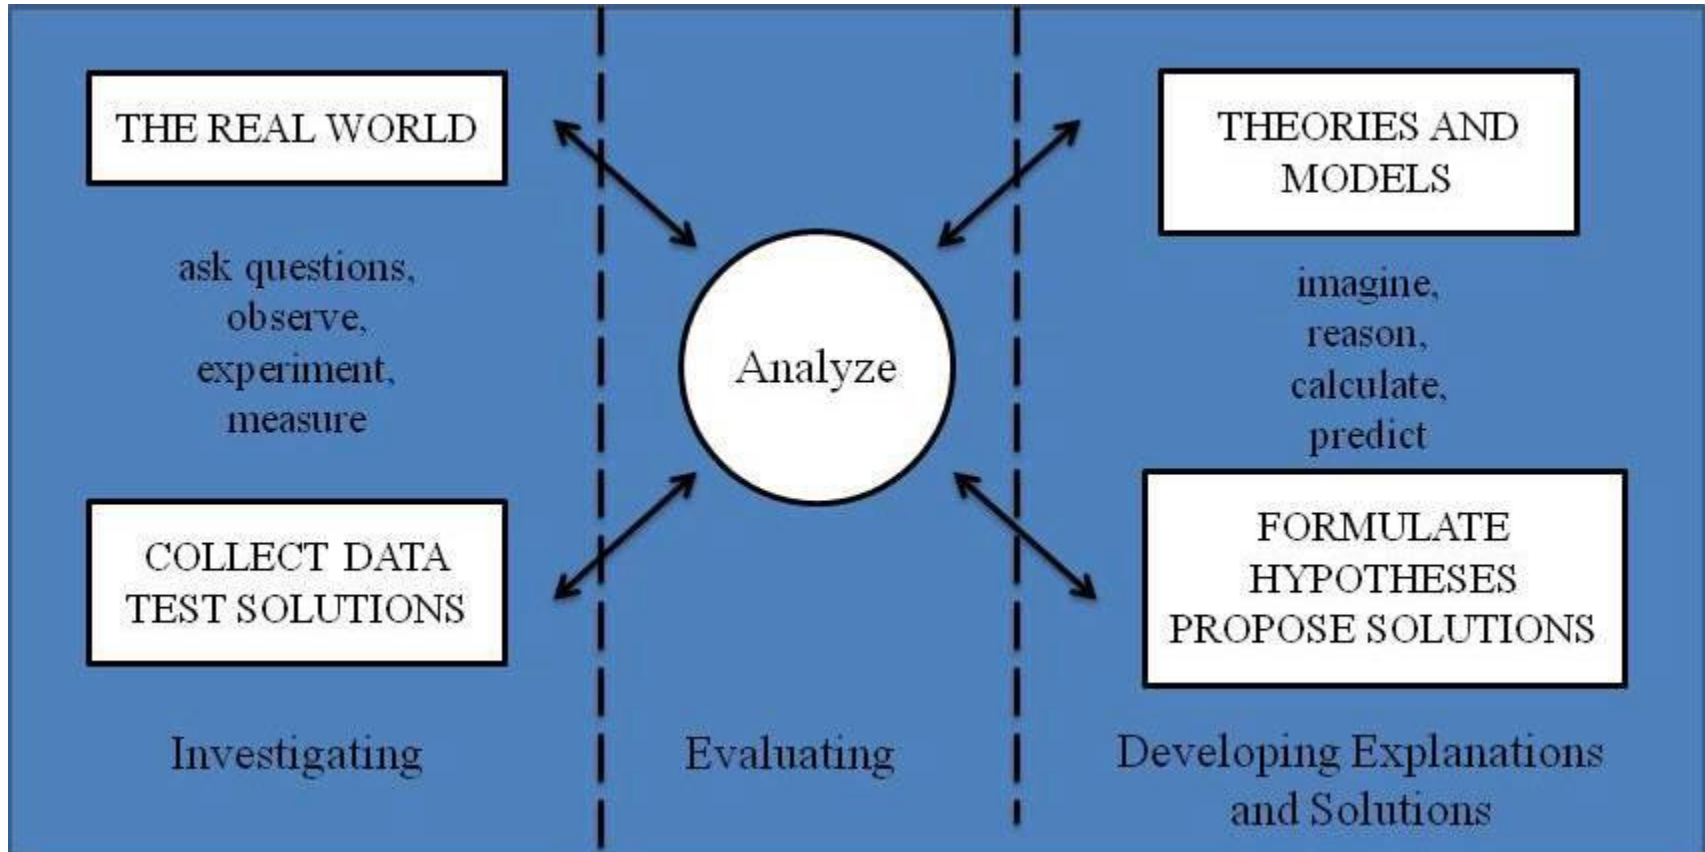 THE REAL WORLD
ask questions,
observe,
experiment,
measure
COLLECT DATA
TEST SOLUTIONS
Investigating
Analyze
Evaluating
THEORIES AND
MODELS
imagine,
reason,
calculate,
predict
FORMULATE
HYPOTHESES
PROPOSE SOLUTIONS
Developing Explanations
and Solutions